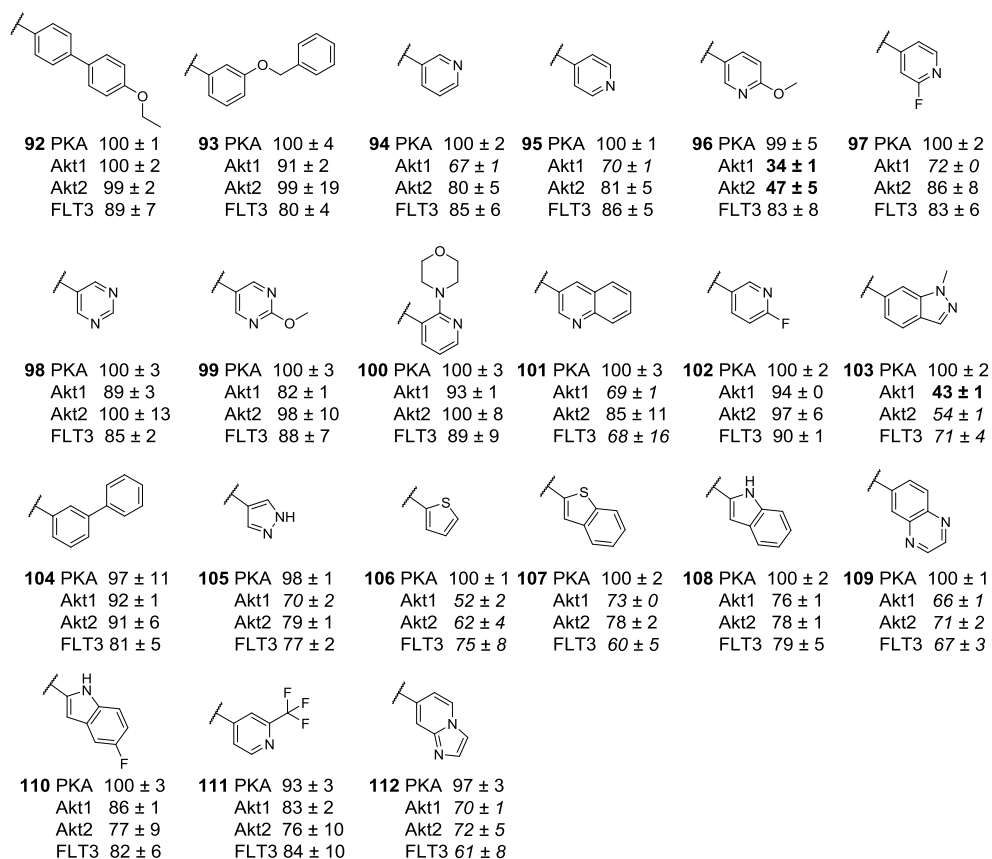 N N N N
O O N O N F
92 PKA 100 ± 1 93 PKA 100 ± 4 94 PKA 100 ± 2 95 PKA 100 ± 1 96 PKA 99 ± 5 97 PKA 100 ± 2
Akt1 100 ± 2 Akt1 91 ± 2 Akt1 67 ± 1 Akt1 70 ± 1 Akt1 34 ± 1 Akt1 72 ± 0
Akt2 99 ± 2 Akt2 99 ± 19 Akt2 80 ± 5 Akt2 81 ± 5 Akt2 47 ± 5 Akt2 86 ± 8
FLT3 89 ± 7 FLT3 80 ± 4 FLT3 85 ± 6 FLT3 86 ± 5 FLT3 83 ± 8 FLT3 83 ± 6
N N N N O O N N N N F N N
98 PKA 100 ± 3 99 PKA 100 ± 3 100 PKA 100 ± 3 101 PKA 100 ± 3 102 PKA 100 ± 2 103 PKA 100 ± 2
Akt1 89 ± 3 Akt1 82 ± 1 Akt1 93 ± 1 Akt1 69 ± 1 Akt1 94 ± 0 Akt1 43 ± 1
Akt2 100 ± 13 Akt2 98 ± 10 Akt2 100 ± 8 Akt2 85 ± 11 Akt2 97 ± 6 Akt2 54 ± 1
FLT3 85 ± 2 FLT3 88 ± 7 FLT3 89 ± 9 FLT3 68 ± 16 FLT3 90 ± 1 FLT3 71 ± 4
N NH S S H N N N
104 PKA 97 ± 11 105 PKA 98 ± 1 106 PKA 100 ± 1 107 PKA 100 ± 2 108 PKA 100 ± 2 109 PKA 100 ± 1
Akt1 92 ± 1 Akt1 70 ± 2 Akt1 52 ± 2 Akt1 73 ± 0 Akt1 76 ± 1 Akt1 66 ± 1
Akt2 91 ± 6 Akt2 79 ± 1 Akt2 62 ± 4 Akt2 78 ± 2 Akt2 78 ± 1 Akt2 71 ± 2
FLT3 81 ± 5 FLT3 77 ± 2 FLT3 75 ± 8 FLT3 60 ± 5 FLT3 79 ± 5 FLT3 67 ± 3
H N F F F F N N N
110 PKA 100 ± 3 111 PKA 93 ± 3 112 PKA 97 ± 3
Akt1 86 ± 1 Akt1 83 ± 2 Akt1 70 ± 1
Akt2 77 ± 9 Akt2 76 ± 10 Akt2 72 ± 5
FLT3 82 ± 6 FLT3 84 ± 10 FLT3 61 ± 8